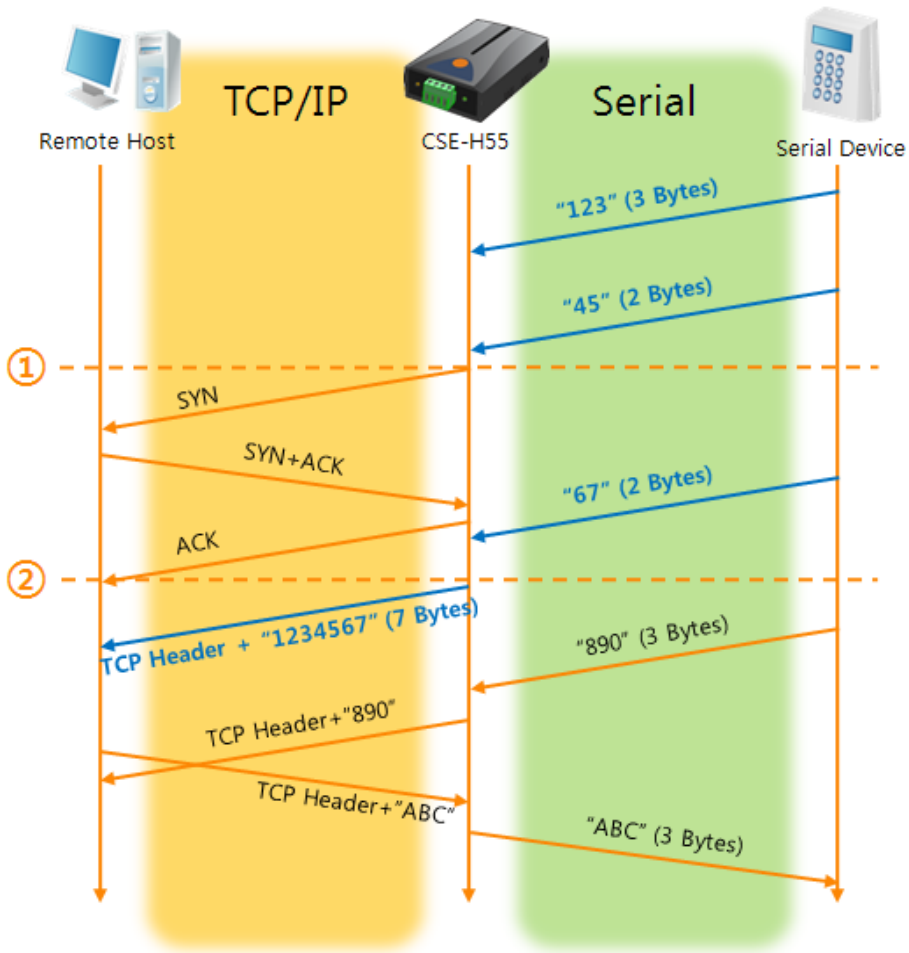 TCP/IP
Serial
Remote Host
CSE-H55
Serial Device
“123” (3 Bytes)
“45” (2 Bytes)
①
SYN
SYN+ACK
“67” (2 Bytes)
ACK
②
TCP Header + “1234567” (7 Bytes)
“890” (3 Bytes)
TCP Header+“890”
TCP Header+“ABC”
“ABC” (3 Bytes)